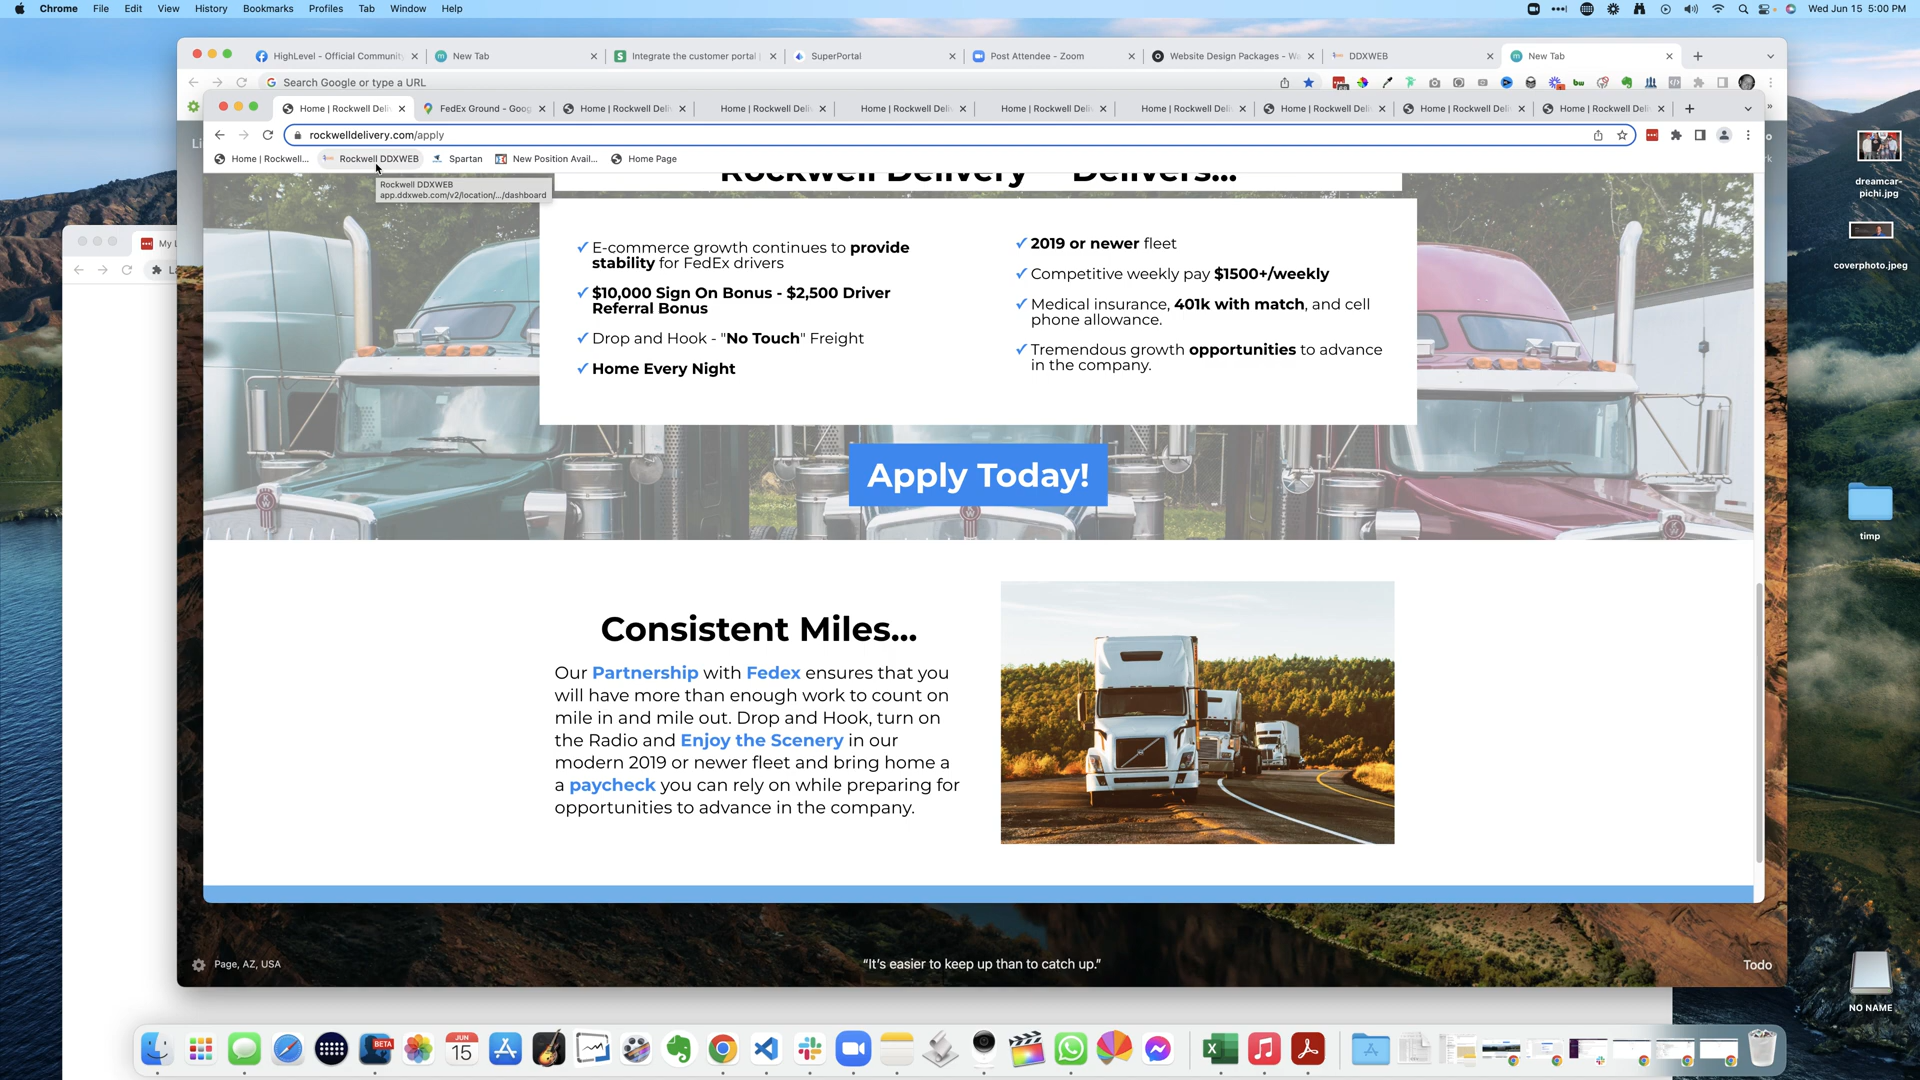 Chrome File Edit View History Bookmarks Profiles Tab Window Help
Wed Jun 15 5:00 PM
HighLevel - Official Communit
New Tab
Integrate the customer portal
SuperPortal
Post Attendee - Zoom
Website Design Packages - W
DDXWEB
New Tab
Search Google or type a URL
Home | Rockwell Deli
FedEx Ground - Goog
Home | Rockwell Deli
Home | Rockwell Deli
Home | Rockwell Deli
Home | Rockwell Deli
Home | Rockwell Deli
Home | Rockwell Deli
Home | Rockwell Deli
Home | Rockwell Deli
rockwelldelivery.com/apply
Home | Rockwell...
Rockwell DDXWEB
Spartan
New Position Avail...
Home Page
Rockwell DDXWEB
app.ddxweb.com/v2/location/.../dashboard
My L
Rockwell Delivery Delivers...
✓ E-commerce growth continues to provide
stability for FedEx drivers
✓ $10,000 Sign On Bonus - $2,500 Driver
Referral Bonus
✓ Drop and Hook - "No Touch" Freight
✓ Home Every Night
✓ 2019 or newer fleet
✓ Competitive weekly pay $1500+/weekly
✓ Medical insurance, 401k with match, and cell
phone allowance.
✓ Tremendous growth opportunities to advance
in the company.
Apply Today!
Consistent Miles...
Our Partnership with Fedex ensures that you
will have more than enough work to count on
mile in and mile out. Drop and Hook, turn on
the Radio and Enjoy the Scenery in our
modern 2019 or newer fleet and bring home a
a paycheck you can rely on while preparing for
opportunities to advance in the company.
Page, AZ, USA
“It's easier to keep up than to catch up.”
Todo
dreamcar-
pichi.jpg
coverphoto.jpeg
timp
NO NAME
BETA
JUN
15